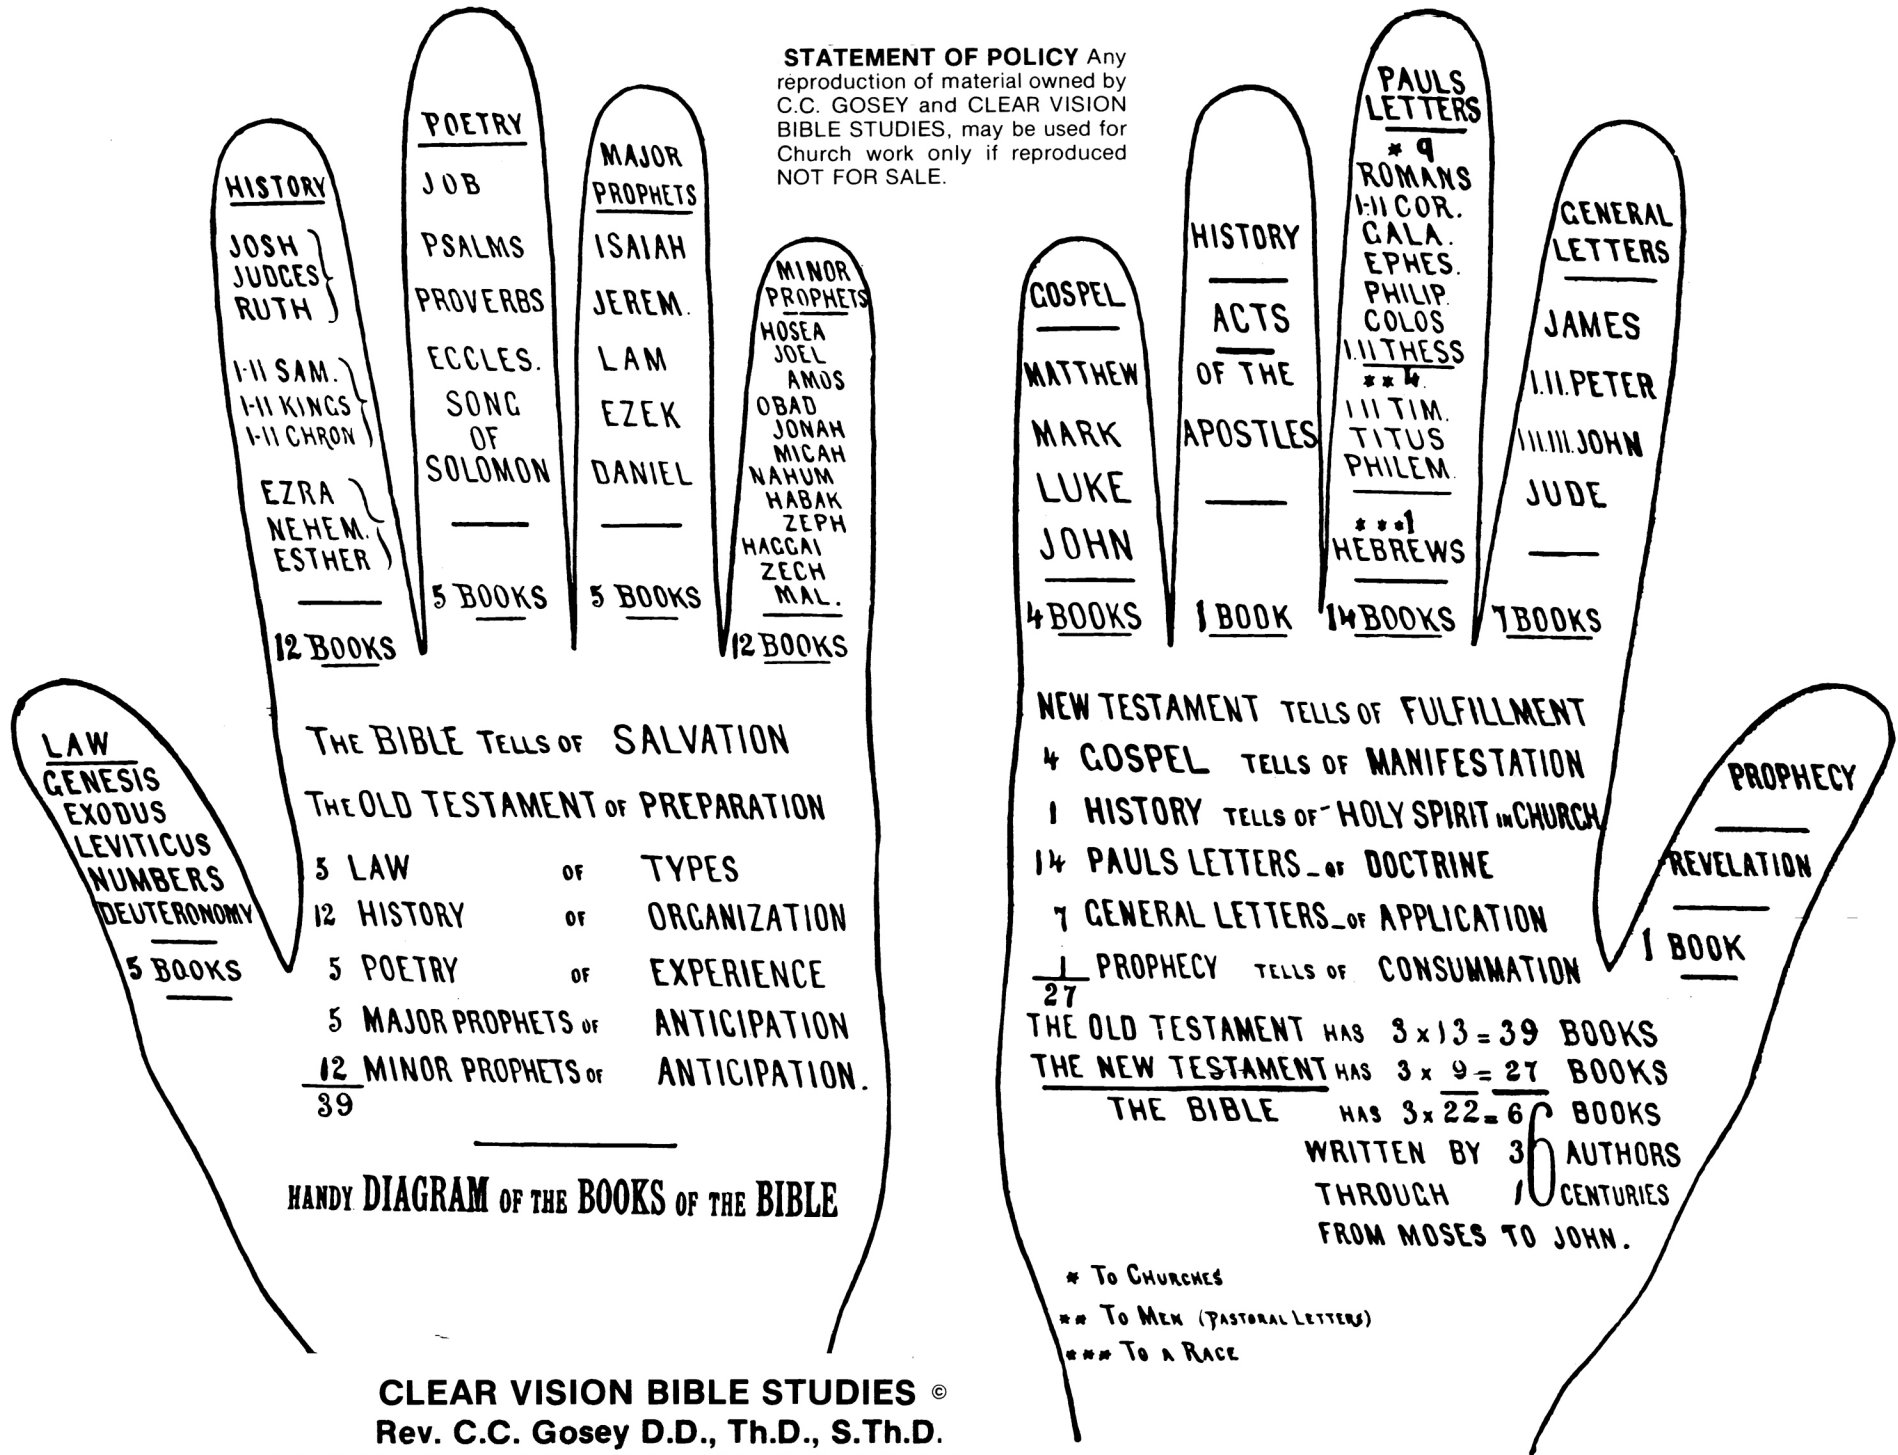 STATEMENT OF POLICY Any
reproduction of material owned by
C.C. GOSEY and CLEAR VISION
BIBLE STUDIES, may be used for
Church work only if reproduced
NOT FOR SALE.
LAW
GENESIS
EXODUS
LEVITICUS
NUMBERS
DEUTERONOMY
5 BOOKS
HISTORY
JOSH
JUDGES
RUTH
I-II SAM.
I-II KINGS
I-II CHRON
EZRA
NEHEM.
ESTHER
12 BOOKS
POETRY
JOB
PSALMS
PROVERBS
ECCLES.
SONG
OF
SOLOMON
5 BOOKS
MAJOR
PROPHETS
ISAIAH
JEREM.
LAM
EZEK
DANIEL
5 BOOKS
MINOR
PROPHETS
HOSEA
JOEL
AMOS
OBAD
JONAH
MICAH
NAHUM
HABAK
ZEPH
HAGGAI
ZECH
MAL.
12 BOOKS
THE BIBLE TELLS OF SALVATION
THE OLD TESTAMENT OF PREPARATION
5 LAW OF TYPES
12 HISTORY OF ORGANIZATION
5 POETRY OF EXPERIENCE
5 MAJOR PROPHETS OF ANTICIPATION
12 MINOR PROPHETS OF ANTICIPATION.
39
HANDY DIAGRAM OF THE BOOKS OF THE BIBLE
GOSPEL
MATTHEW
MARK
LUKE
JOHN
4 BOOKS
HISTORY
ACTS
OF THE
APOSTLES
1 BOOK
PAULS
LETTERS
* 9
ROMANS
I-II COR.
GALA.
EPHES.
PHILIP.
COLOS
I.II THESS
** 4.
I II TIM.
TITUS
PHILEM.
***1
HEBREWS
14 BOOKS
GENERAL
LETTERS
JAMES
I.II.PETER
I.II.III.JOHN
JUDE
7 BOOKS
PROPHECY
REVELATION
1 BOOK
NEW TESTAMENT TELLS OF FULFILLMENT
4 GOSPEL TELLS OF MANIFESTATION
1 HISTORY TELLS OF - HOLY SPIRIT IN CHURCH
14 PAULS LETTERS - OF DOCTRINE
7 GENERAL LETTERS - OF APPLICATION
1 PROPHECY TELLS OF CONSUMMATION
27
THE OLD TESTAMENT HAS 3 x 13 = 39 BOOKS
THE NEW TESTAMENT HAS 3 x 9 = 27 BOOKS
THE BIBLE HAS 3 x 22 = 66 BOOKS
WRITTEN BY 36 AUTHORS
THROUGH 16 CENTURIES
FROM MOSES TO JOHN.
* TO CHURCHES
** TO MEN (PASTORAL LETTERS)
*** TO A RACE
CLEAR VISION BIBLE STUDIES ©
Rev. C.C. Gosey D.D., Th.D., S.Th.D.